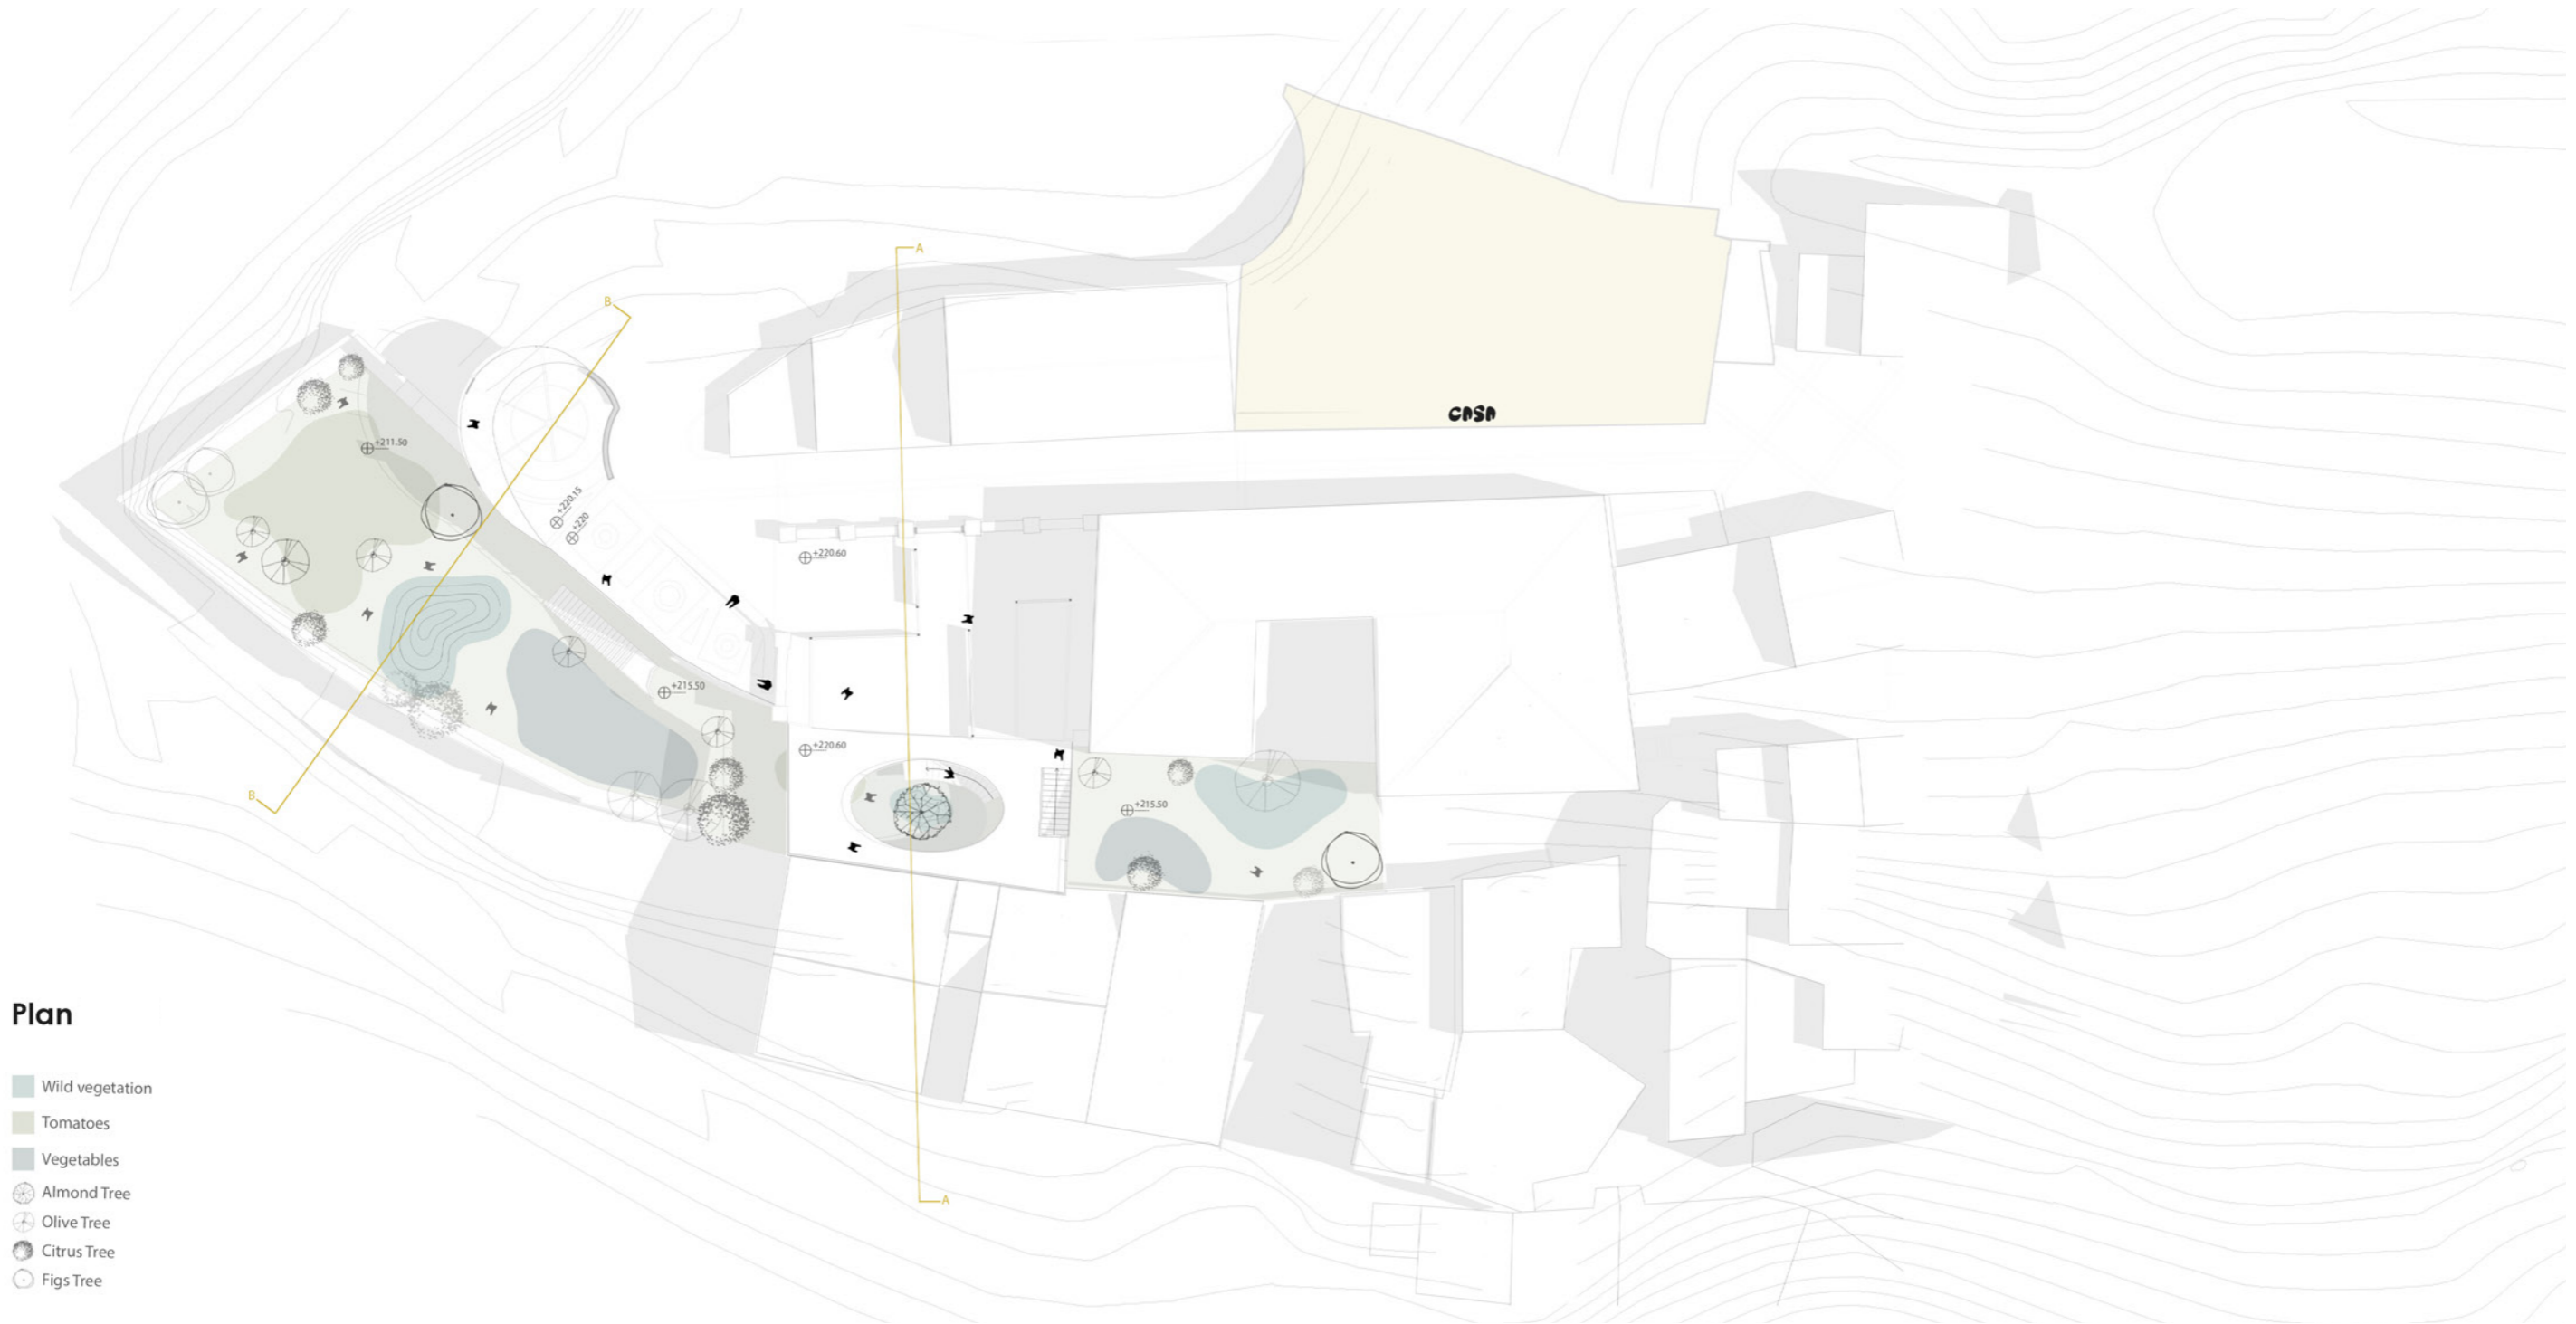 A
B
CASA
+211.50
+220.15
+220
+220.60
+215.50
+220.60
B
+215.50
Plan
Wild vegetation
Tomatoes
Vegetables
Almond Tree
A
Olive Tree
Citrus Tree
Figs Tree